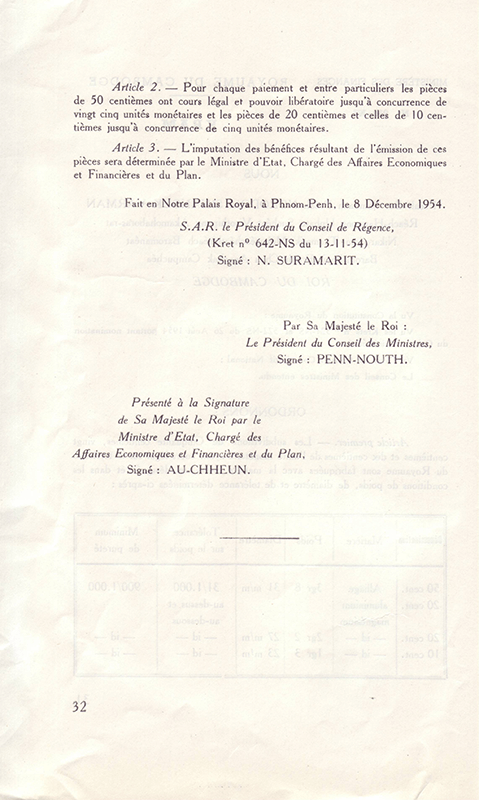 Article 2. — Pour chaque paiement et entre particuliers les pièces
de 50 centièmes ont cours légal et pouvoir libératoire jusqu'à concurrence de
vingt cinq unités monétaires et les pièces de 20 centièmes et celles de 10 cen-
tièmes jusqu'à concurrence de cinq unités monétaires.
Article 3. — L'imputation des bénéfices résultant de l'émission de ces
pièces sera déterminée par le Ministre d'Etat, Chargé des Affaires Economiques
et Financières et du Plan.
Fait en Notre Palais Royal, à Phnom-Penh, le 8 Décembre 1954.
S.A.R. le Président du Conseil de Régence,
(Kret nº 642-NS du 13-11-54)
Signé : N. SURAMARIT.
Par Sa Majesté le Roi :
Le Président du Conseil des Ministres,
Signé : PENN-NOUTH.
Présenté à la Signature
de Sa Majesté le Roi par le
Ministre d'Etat, Chargé des
Affaires Economiques et Financières et du Plan,
Signé : AU-CHHEUN.
32